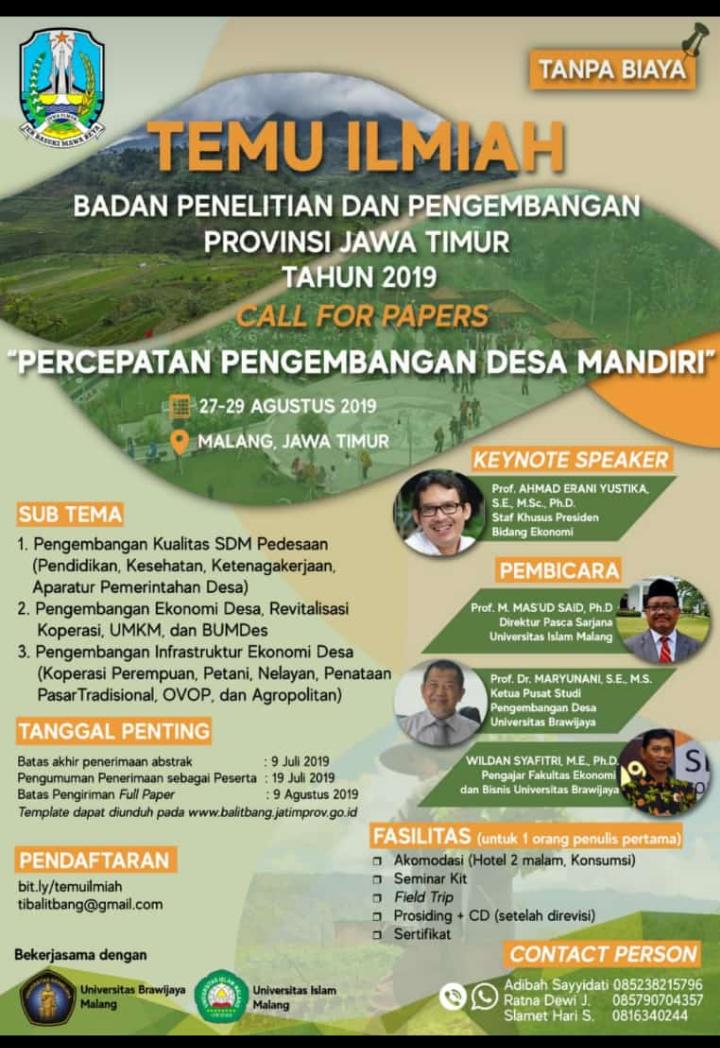 TANPA BIAYA
JER BASUKI MAWA BEYA
TEMU ILMIAH
BADAN PENELITIAN DAN PENGEMBANGAN
PROVINSI JAWA TIMUR
TAHUN 2019
CALL FOR PAPERS
"PERCEPATAN PENGEMBANGAN DESA MANDIRI"
27-29 AGUSTUS 2019
MALANG, JAWA TIMUR
SUB TEMA
1. Pengembangan Kualitas SDM Pedesaan
(Pendidikan, Kesehatan, Ketenagakerjaan,
Aparatur Pemerintahan Desa)
2. Pengembangan Ekonomi Desa, Revitalisasi
Koperasi, UMKM, dan BUMDes
3. Pengembangan Infrastruktur Ekonomi Desa
(Koperasi Perempuan, Petani, Nelayan, Penataan
PasarTradisional, OVOP, dan Agropolitan)
TANGGAL PENTING
Batas akhir penerimaan abstrak : 9 Juli 2019
Pengumuman Penerimaan sebagai Peserta : 19 Juli 2019
Batas Pengiriman Full Paper : 9 Agustus 2019
Template dapat diunduh pada www.balitbang.jatimprov.go.id
PENDAFTARAN
bit.ly/temuilmiah
tibalitbang@gmail.com
Bekerjasama dengan
Universitas Brawijaya
Malang
Universitas Islam
Malang
KEYNOTE SPEAKER
Prof. AHMAD ERANI YUSTIKA,
S.E., M.Sc., Ph.D.
Staf Khusus Presiden
Bidang Ekonomi
PEMBICARA
Prof. M. MAS'UD SAID, Ph.D
Direktur Pasca Sarjana
Universitas Islam Malang
Prof. Dr. MARYUNANI, S.E., M.S.
Ketua Pusat Studi
Pengembangan Desa
Universitas Brawijaya
WILDAN SYAFITRI, M.E., Ph.D.
Pengajar Fakultas Ekonomi
dan Bisnis Universitas Brawijaya
FASILITAS (untuk 1 orang penulis pertama)
Akomodasi (Hotel 2 malam, Konsumsi)
Seminar Kit
Field Trip
Prosiding + CD (setelah direvisi)
Sertifikat
CONTACT PERSON
Adibah Sayyidati 085238215796
Ratna Dewi J. 085790704357
Slamet Hari S. 0816340244